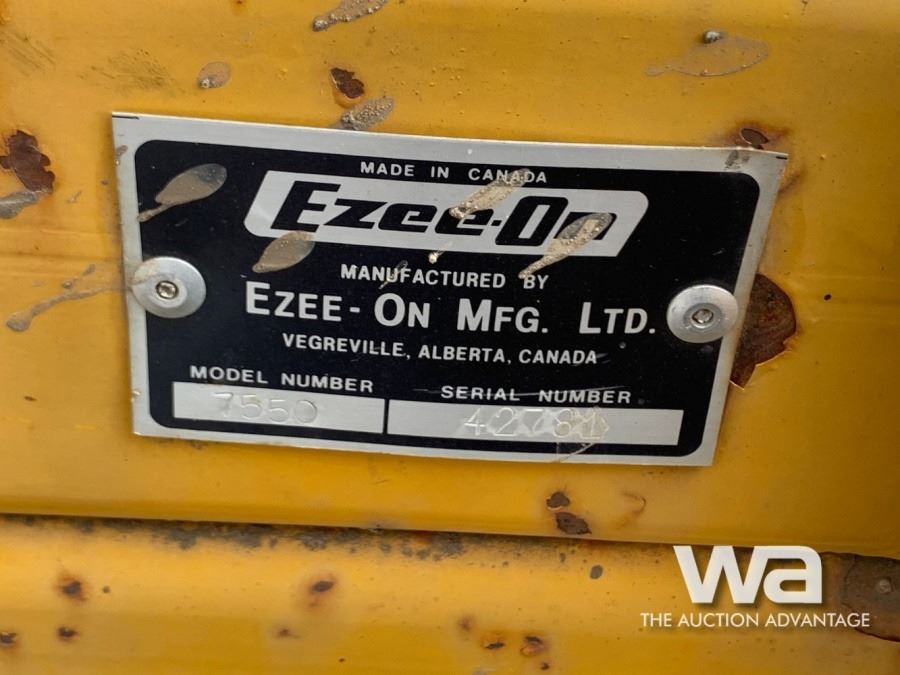 MADE IN CANADA
Ezee-On
MANUFACTURED BY
EZEE-ON MFG. LTD.
VEGREVILLE, ALBERTA, CANADA
MODEL NUMBER SERIAL NUMBER
7550
wa
THE AUCTION ADVANTAGE